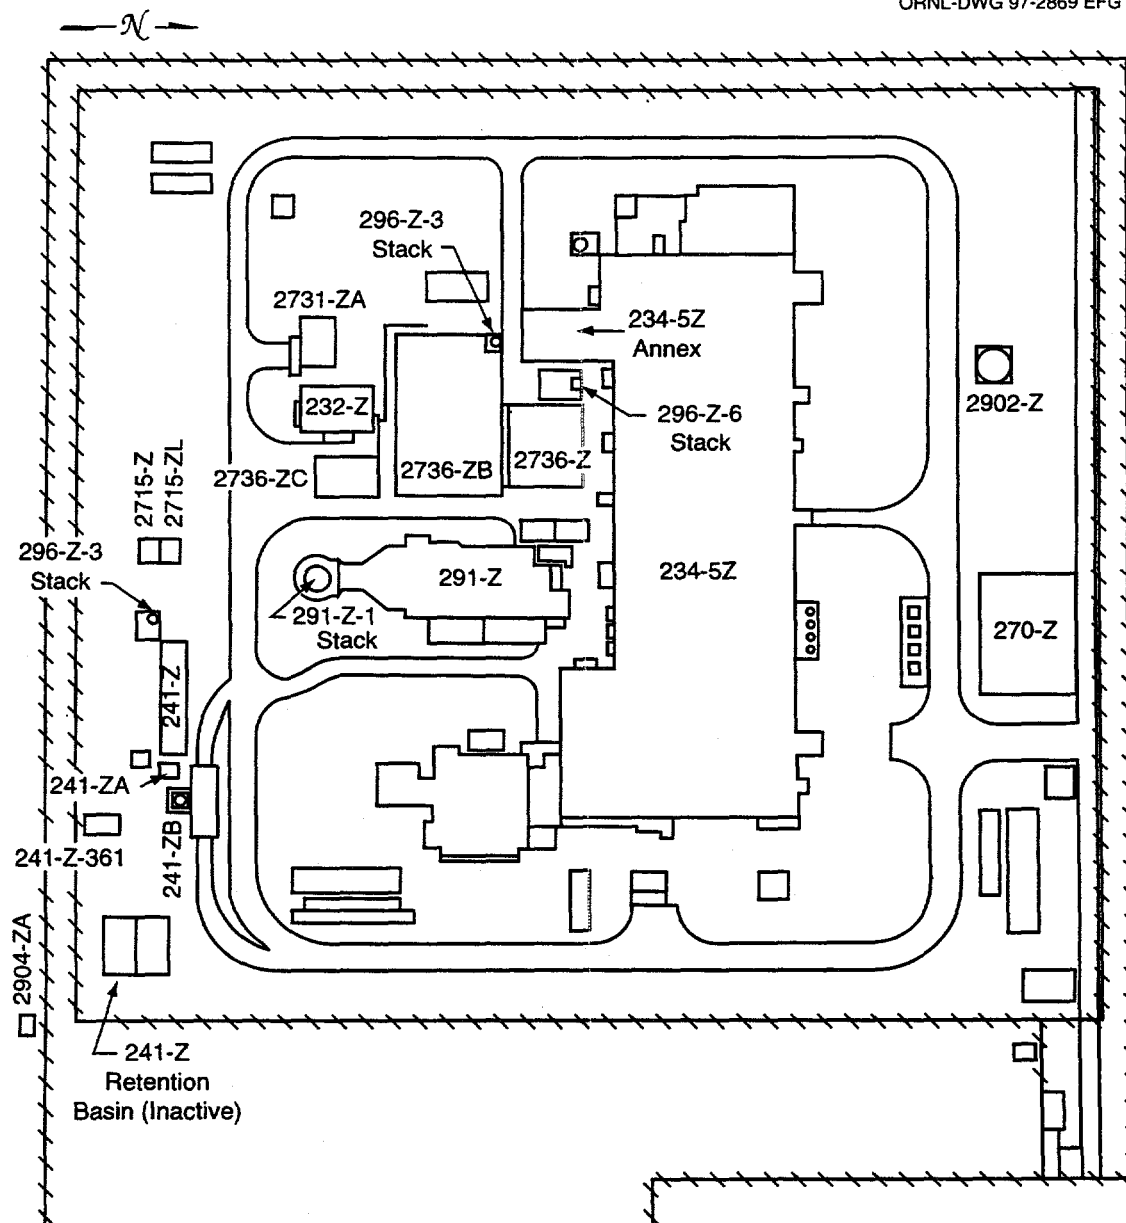 ORNL-DWG 97-2869 EFG
N
296-Z-3
Stack
2731-ZA
234-5Z
Annex
232-Z
2902-Z
296-Z-6
Stack
2736-ZC
2736-ZB
2736-Z
2715-Z
2715-ZL
296-Z-3
Stack
291-Z
234-5Z
291-Z-1
Stack
270-Z
241-Z
241-ZA
241-ZB
241-Z-361
2904-ZA
241-Z
Retention
Basin (Inactive)